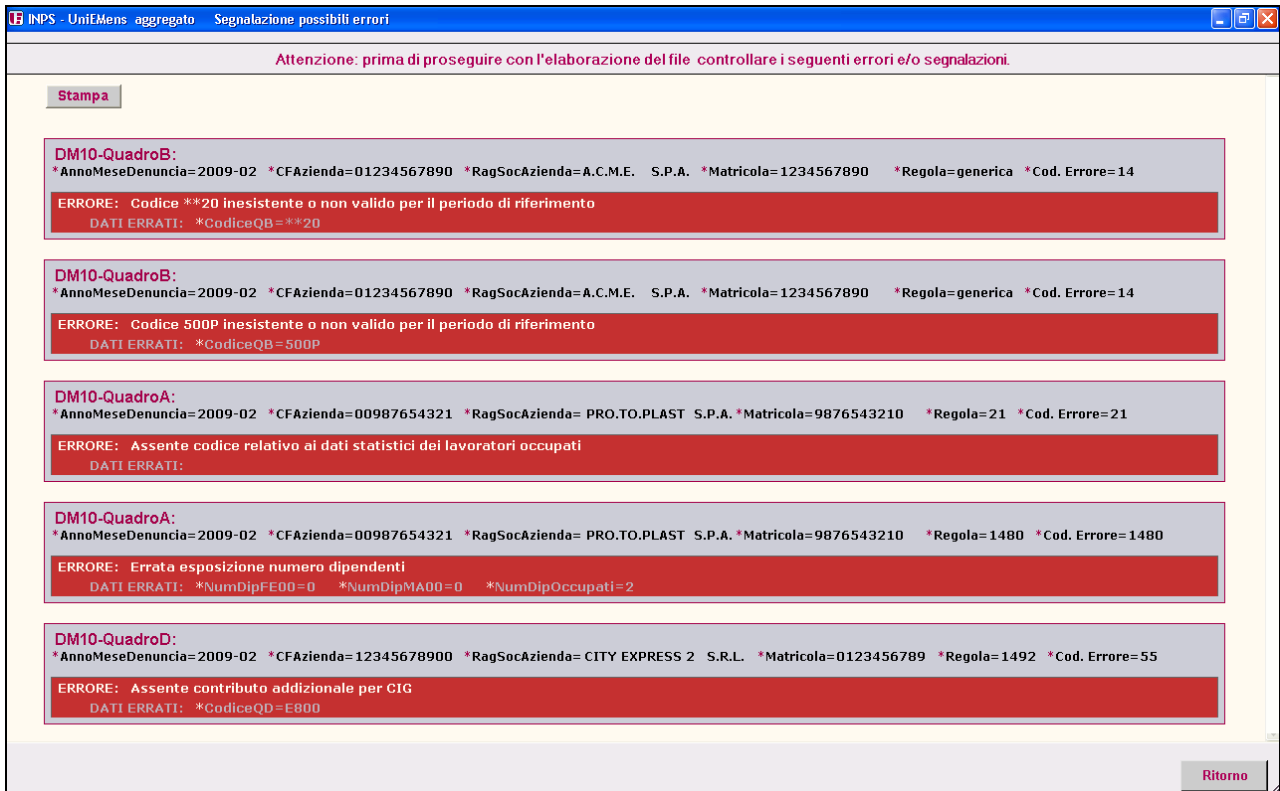 INPS - UniEMens aggregato Segnalazione possibili errori
Attenzione: prima di proseguire con l'elaborazione del file controllare i seguenti errori e/o segnalazioni.
Stampa
DM10-QuadroB:
*AnnoMeseDenuncia=2009-02 *CFAzienda=01234567890 *RagSocAzienda=A.C.M.E. S.P.A. *Matricola=1234567890 *Regola=generica *Cod. Errore=14
ERRORE: Codice **20 inesistente o non valido per il periodo di riferimento
DATI ERRATI: *CodiceQB=**20
DM10-QuadroB:
*AnnoMeseDenuncia=2009-02 *CFAzienda=01234567890 *RagSocAzienda=A.C.M.E. S.P.A. *Matricola=1234567890 *Regola=generica *Cod. Errore=14
ERRORE: Codice 500P inesistente o non valido per il periodo di riferimento
DATI ERRATI: *CodiceQB=500P
DM10-QuadroA:
*AnnoMeseDenuncia=2009-02 *CFAzienda=00987654321 *RagSocAzienda= PRO.TO.PLAST S.P.A. *Matricola=9876543210 *Regola=21 *Cod. Errore=21
ERRORE: Assente codice relativo ai dati statistici dei lavoratori occupati
DATI ERRATI:
DM10-QuadroA:
*AnnoMeseDenuncia=2009-02 *CFAzienda=00987654321 *RagSocAzienda= PRO.TO.PLAST S.P.A. *Matricola=9876543210 *Regola=1480 *Cod. Errore=1480
ERRORE: Errata esposizione numero dipendenti
DATI ERRATI: *NumDipFE00=0 *NumDipMA00=0 *NumDipOccupati=2
DM10-QuadroD:
*AnnoMeseDenuncia=2009-02 *CFAzienda=12345678900 *RagSocAzienda= CITY EXPRESS 2 S.R.L. *Matricola=0123456789 *Regola=1492 *Cod. Errore=55
ERRORE: Assente contributo addizionale per CIG
DATI ERRATI: *CodiceQD=E800
Ritorno